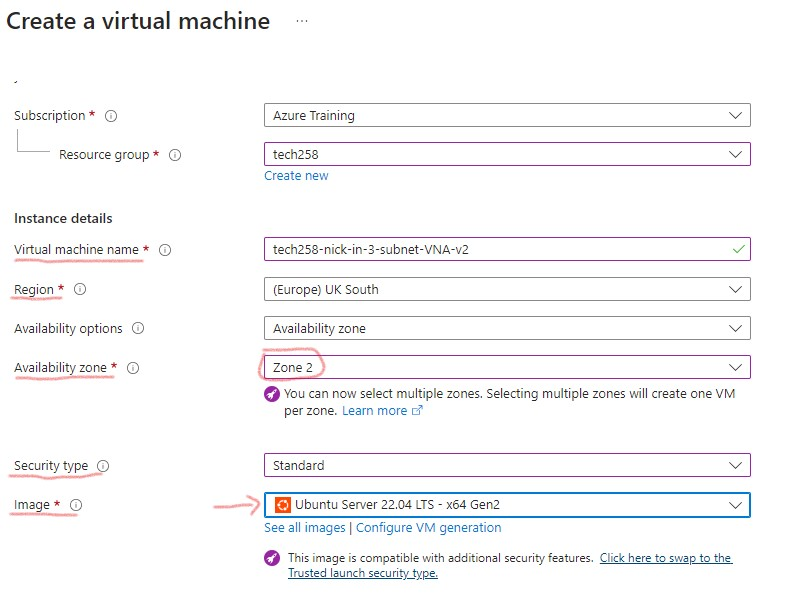 Create a virtual machine ...
Subscription * Azure Training
Resource group * tech258
Create new
Instance details
Virtual machine name * tech258-nick-in-3-subnet-VNA-v2
Region * (Europe) UK South
Availability options Availability zone
Availability zone * Zone 2
You can now select multiple zones. Selecting multiple zones will create one VM
per zone. Learn more
Security type Standard
Image * Ubuntu Server 22.04 LTS - x64 Gen2
See all images | Configure VM generation
This image is compatible with additional security features. Click here to swap to the
Trusted launch security type.